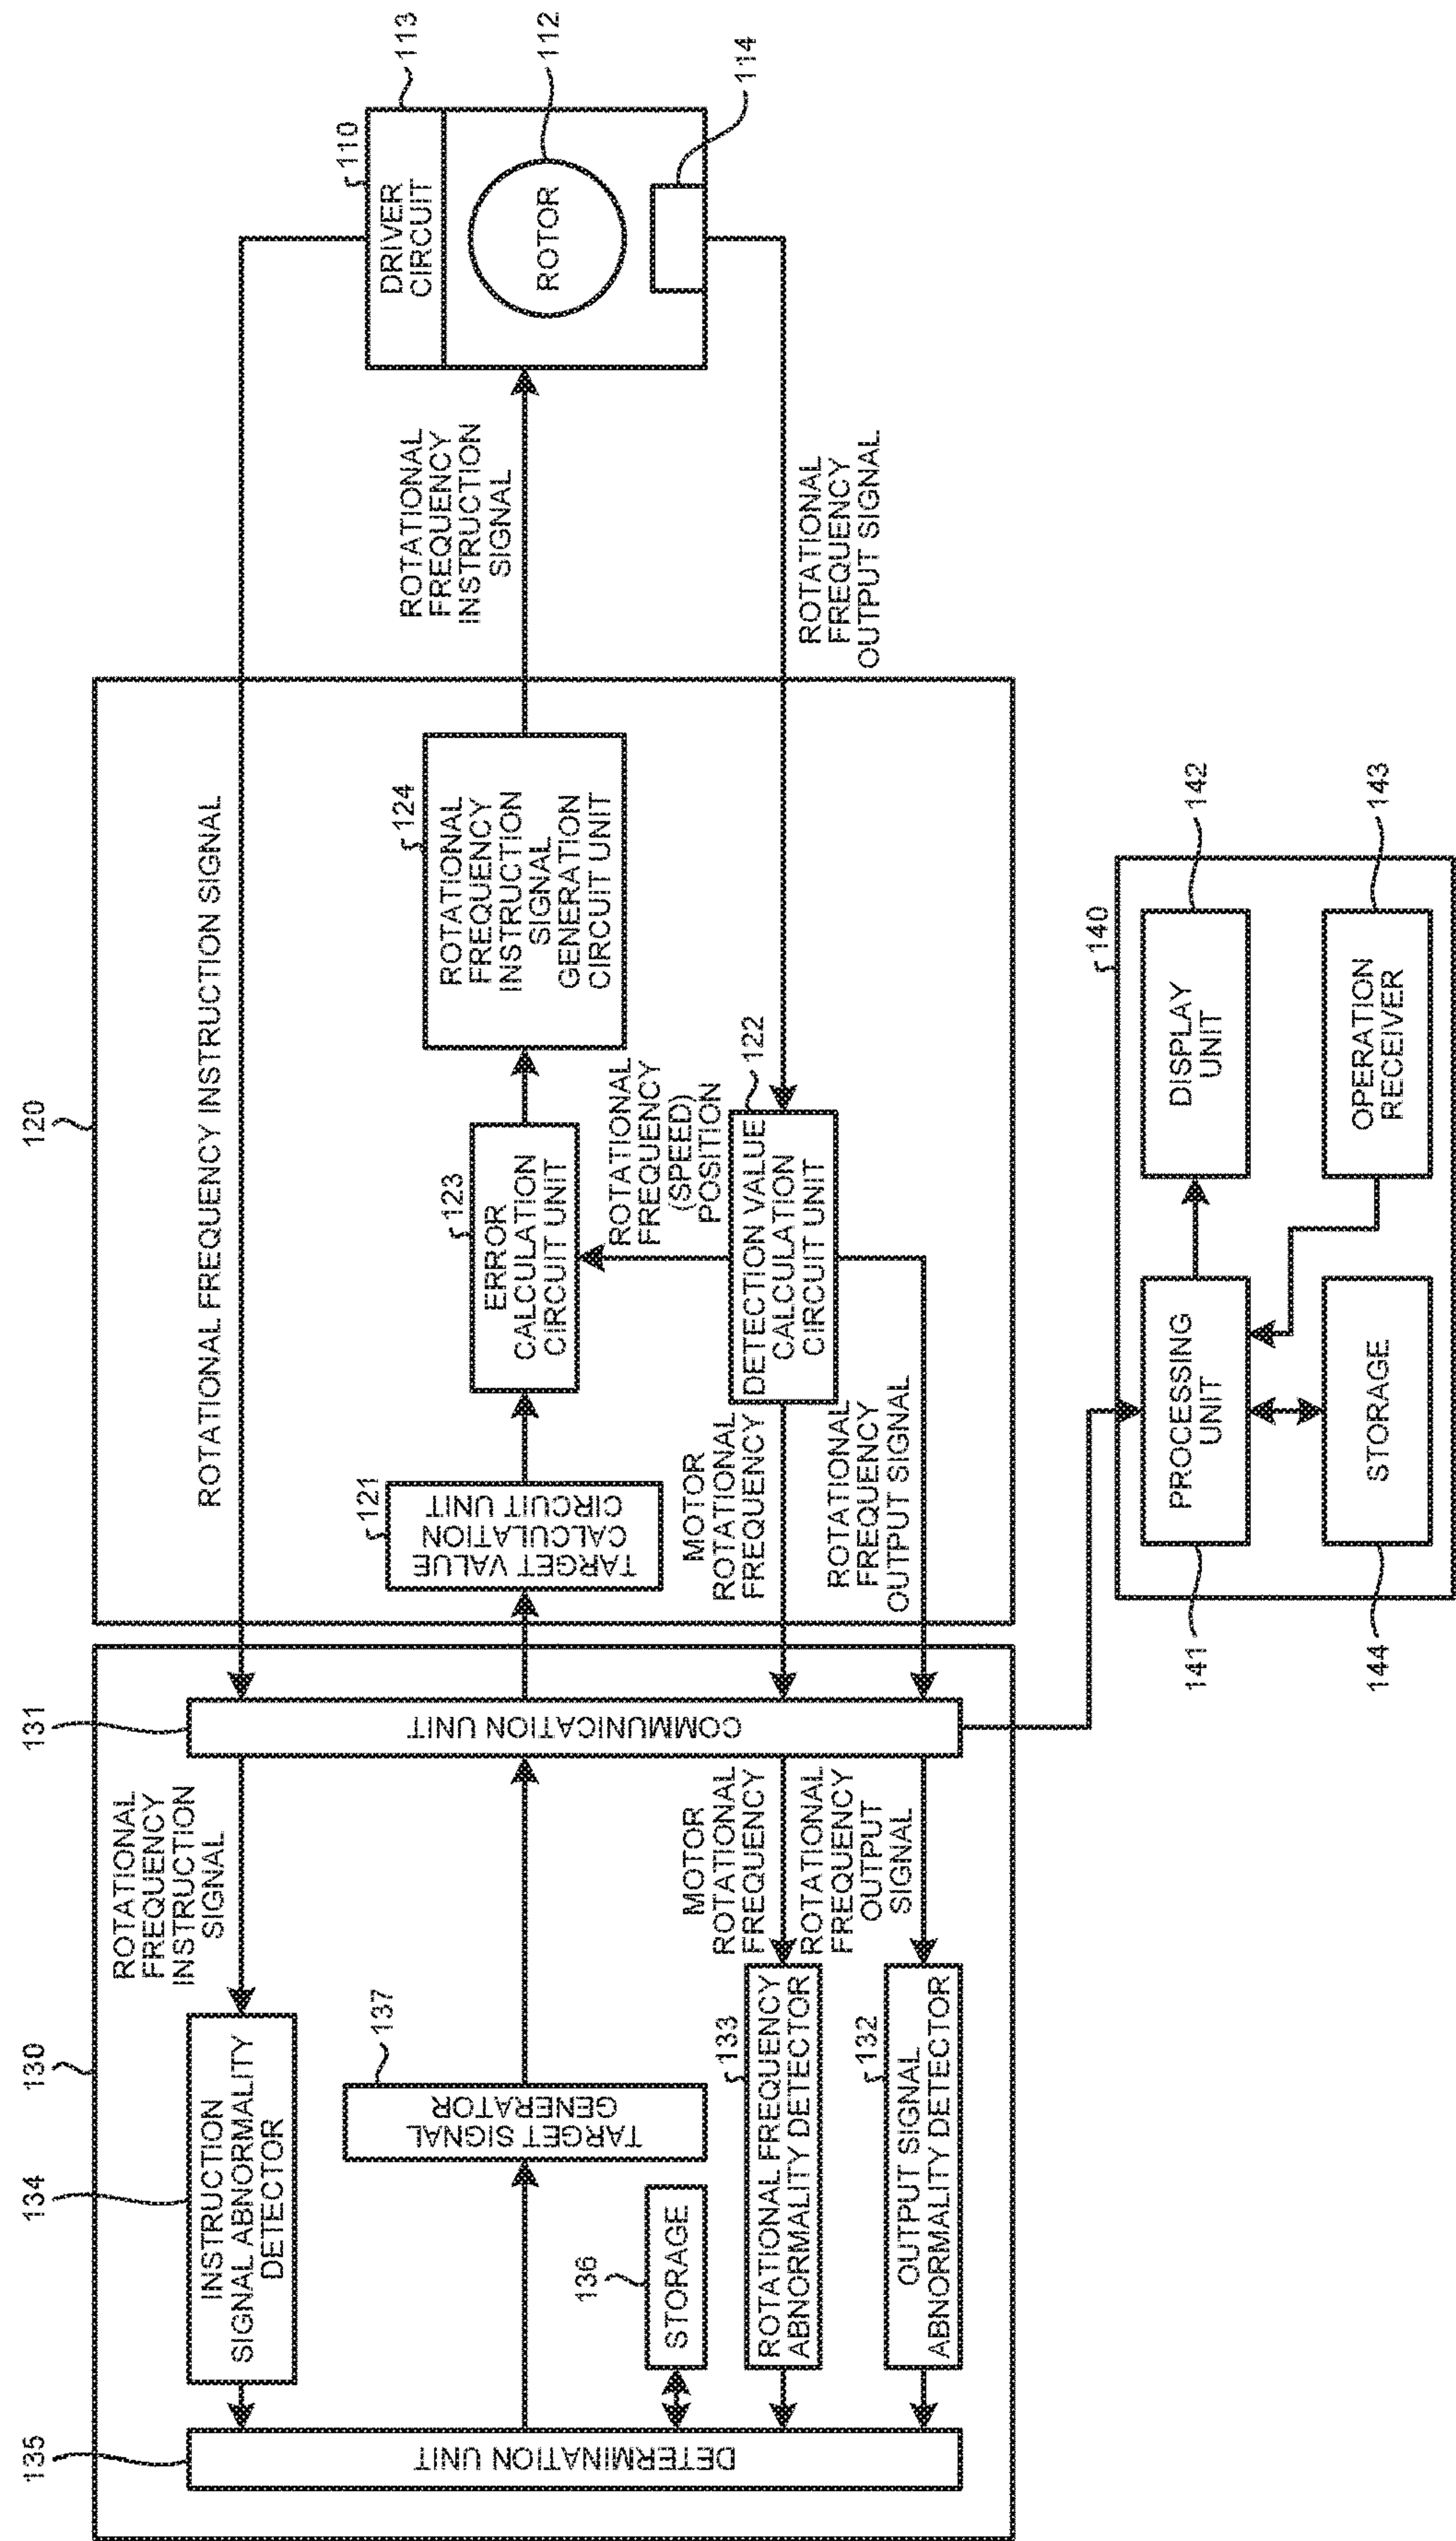 130
134
135
131
120
ROTATIONAL
FREQUENCY
INSTRUCTION
SIGNAL
INSTRUCTION
SIGNAL ABNORMALITY
DETECTOR
137
TARGET SIGNAL
GENERATOR
136
STORAGE
DETERMINATION UNIT
MOTOR
ROTATIONAL
FREQUENCY
133
ROTATIONAL FREQUENCY
ABNORMALITY DETECTOR
ROTATIONAL
FREQUENCY
OUTPUT
SIGNAL
132
OUTPUT SIGNAL
ABNORMALITY DETECTOR
COMMUNICATION UNIT
ROTATIONAL FREQUENCY INSTRUCTION SIGNAL
121
TARGET VALUE
CALCULATION
CIRCUIT UNIT
123
ERROR
CALCULATION
CIRCUIT UNIT
124
ROTATIONAL
FREQUENCY
INSTRUCTION
SIGNAL
GENERATION
CIRCUIT UNIT
ROTATIONAL
FREQUENCY
(SPEED)
POSITION
122
DETECTION VALUE
CALCULATION
CIRCUIT UNIT
MOTOR
ROTATIONAL
FREQUENCY
ROTATIONAL
FREQUENCY
OUTPUT SIGNAL
ROTATIONAL
FREQUENCY
INSTRUCTION
SIGNAL
ROTATIONAL
FREQUENCY
OUTPUT SIGNAL
110
113
DRIVER
CIRCUIT
112
ROTOR
114
140
141
PROCESSING
UNIT
142
DISPLAY
UNIT
143
OPERATION
RECEIVER
144
STORAGE